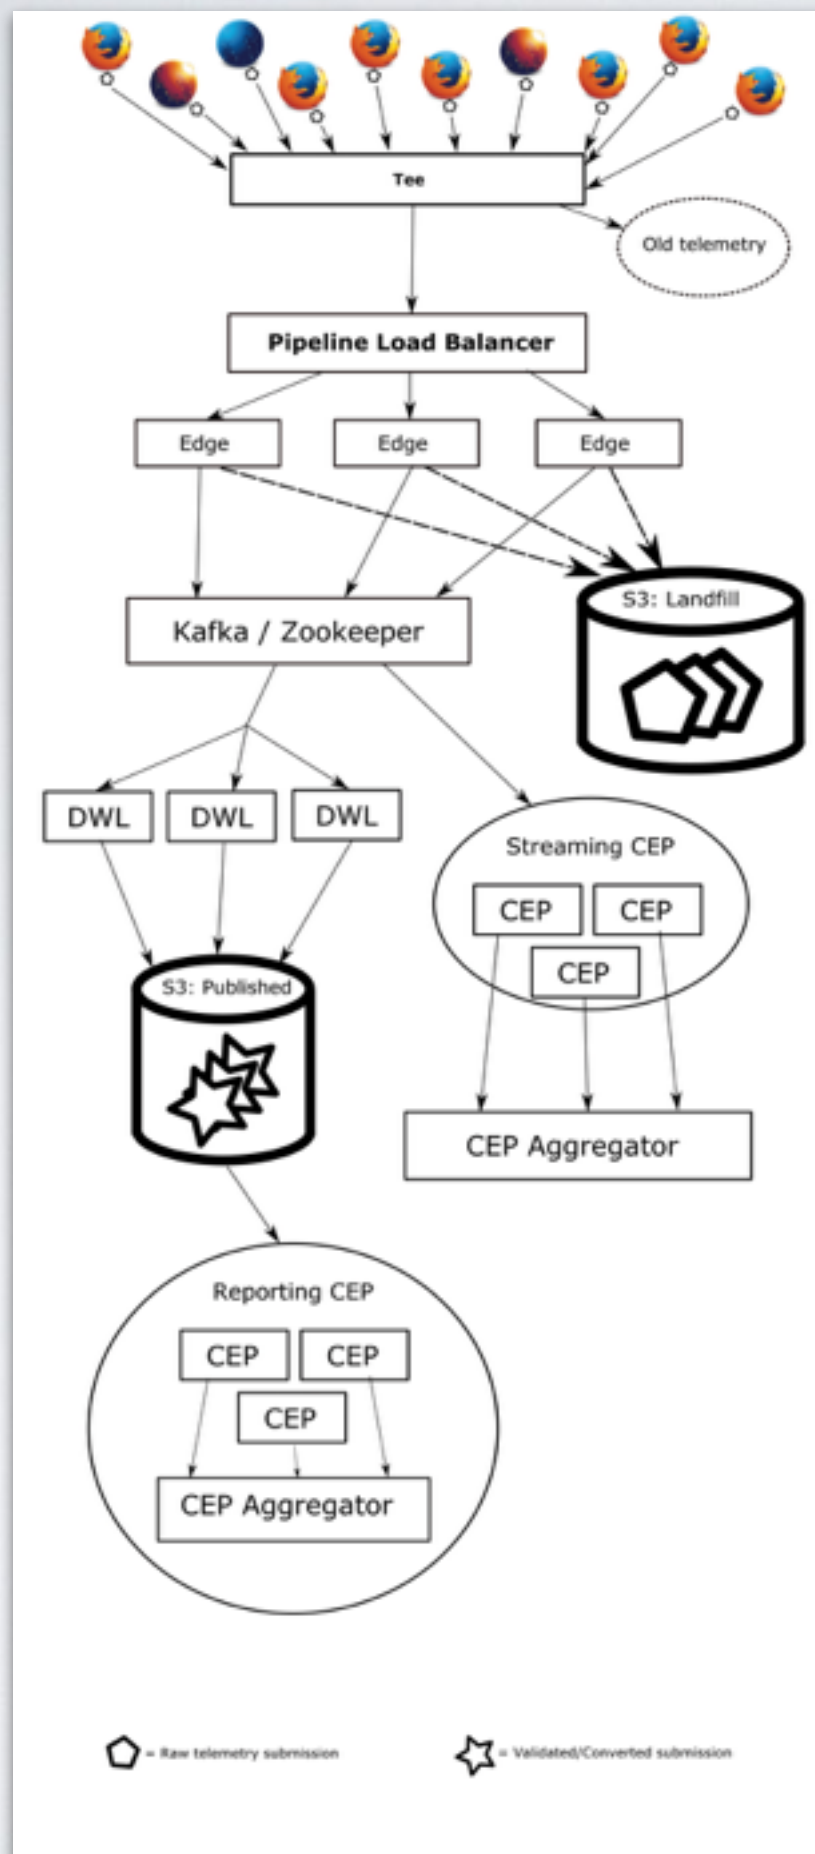 Tee
Old telemetry
Pipeline Load Balancer
Edge
Edge
Edge
S3: Landfill
Kafka / Zookeeper
DWL
DWL
DWL
Streaming CEP
CEP
CEP
CEP
S3: Published
CEP Aggregator
Reporting CEP
CEP
CEP
CEP
CEP Aggregator
= Raw telemetry submission
= Validated/Converted submission